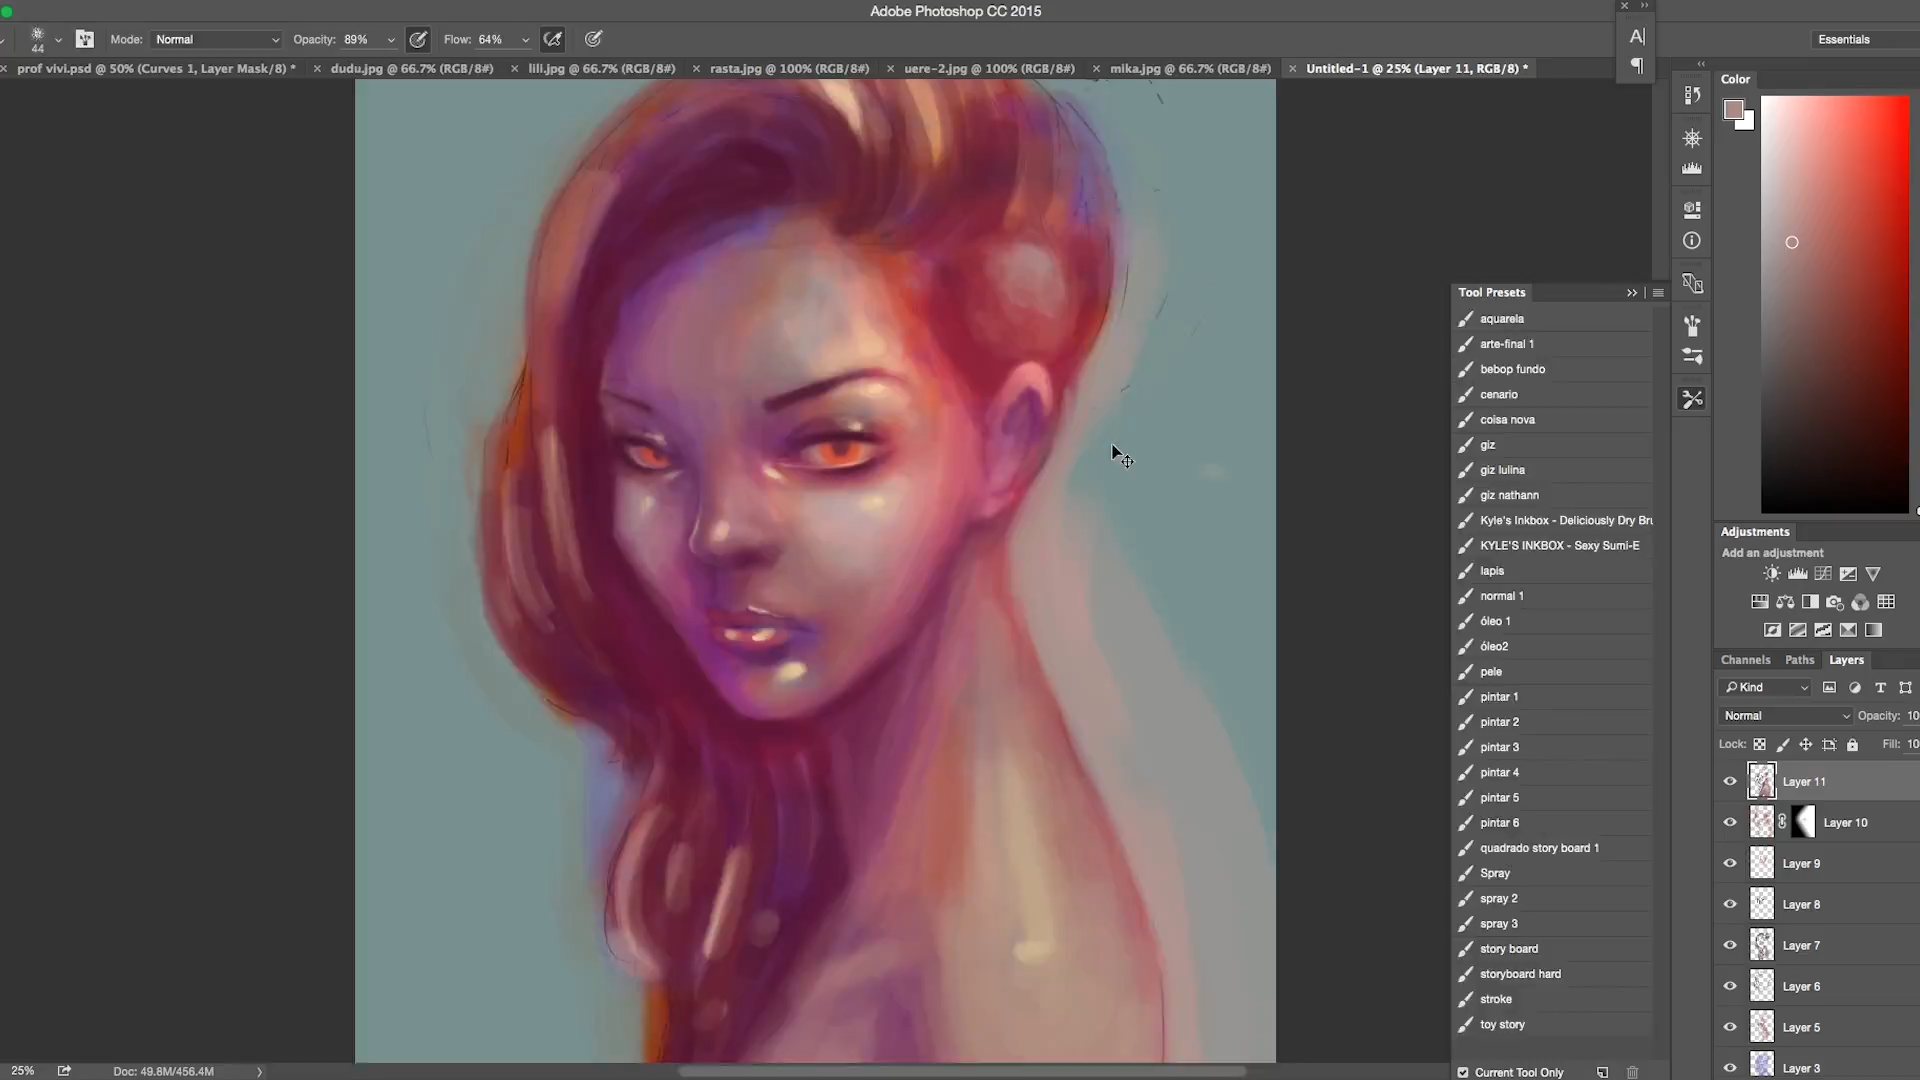 Adobe Photoshop CC 2015
44
Mode: Normal
Opacity: 89%
Flow: 64%
Essentials
prof vivi.psd @ 50% (Curves 1, Layer Mask/8) *
dudu.jpg @ 66.7% (RGB/8#)
lili.jpg @ 66.7% (RGB/8#)
rasta.jpg @ 100% (RGB/8#)
uere-2.jpg @ 100% (RGB/8#)
mika.jpg @ 66.7% (RGB/8#)
Untitled-1 @ 25% (Layer 11, RGB/8) *
Color
Tool Presets
aquarela
arte-final 1
bebop fundo
cenario
coisa nova
giz
giz lulina
giz nathann
Kyle's Inkbox - Deliciously Dry Bru
KYLE'S INKBOX - Sexy Sumi-E
lapis
normal 1
óleo 1
óleo2
pele
pintar 1
pintar 2
pintar 3
pintar 4
pintar 5
pintar 6
quadrado story board 1
Spray
spray 2
spray 3
story board
storyboard hard
stroke
toy story
Current Tool Only
Adjustments
Add an adjustment
Channels Paths Layers
Kind
Normal Opacity: 10
Lock: Fill: 10
Layer 11
Layer 10
Layer 9
Layer 8
Layer 7
Layer 6
Layer 5
Layer 3
25% Doc: 49.8M/456.4M